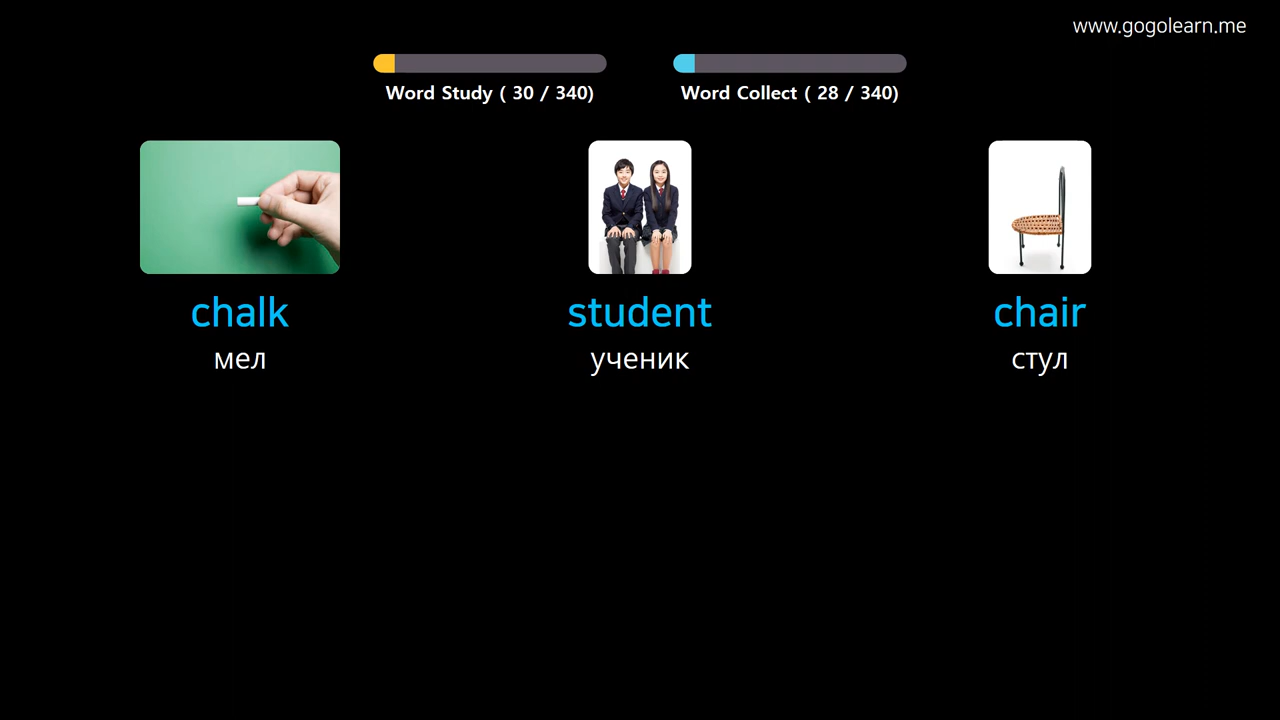 www.gogolearn.me
Word Study ( 30 / 340)
Word Collect ( 28 / 340)
chalk
мел
student
ученик
chair
стул